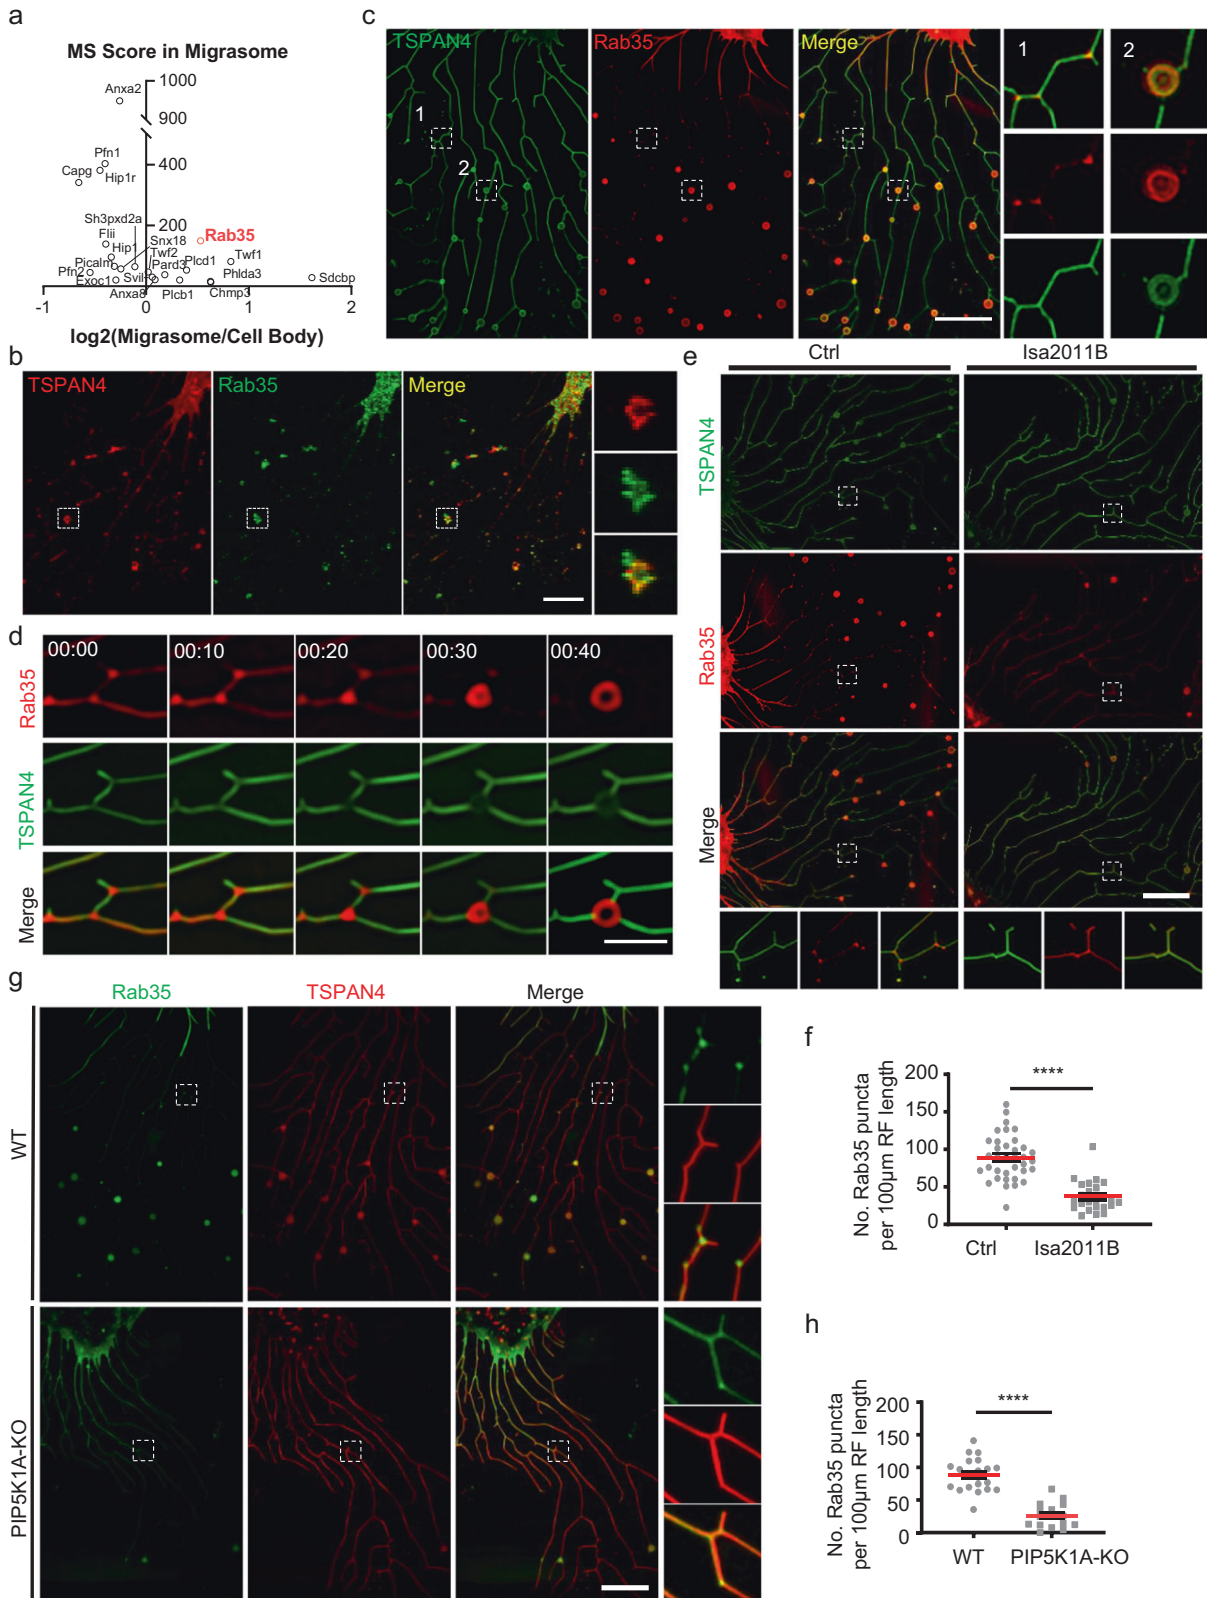 a
MS Score in Migrasome
1000
Anxa2
900
Pfn1
400
Capg
Hip1r
Sh3pxd2a
200
Flii
Rab35
Snx18
Hip1
Twf2
Twf1
Picalm
Pard3
Plcd1
Pfn2
Phlda3
Exoc1
Svil
Sdcbp
Anxa8
Plcb1
Chmp3
-1
0
1
2
log2(Migrasome/Cell Body)
b
TSPAN4
Rab35
Merge
c
TSPAN4
Rab35
Merge
1
2
1
2
d
00:00
00:10
00:20
00:30
00:40
Rab35
TSPAN4
Merge
e
Ctrl
Isa2011B
TSPAN4
Rab35
Merge
f
No. Rab35 puncta
per 100µm RF length
200
150
100
50
0
****
Ctrl
Isa2011B
g
Rab35
TSPAN4
Merge
WT
PIP5K1A-KO
h
No. Rab35 puncta
per 100µm RF length
200
150
100
50
0
****
WT
PIP5K1A-KO